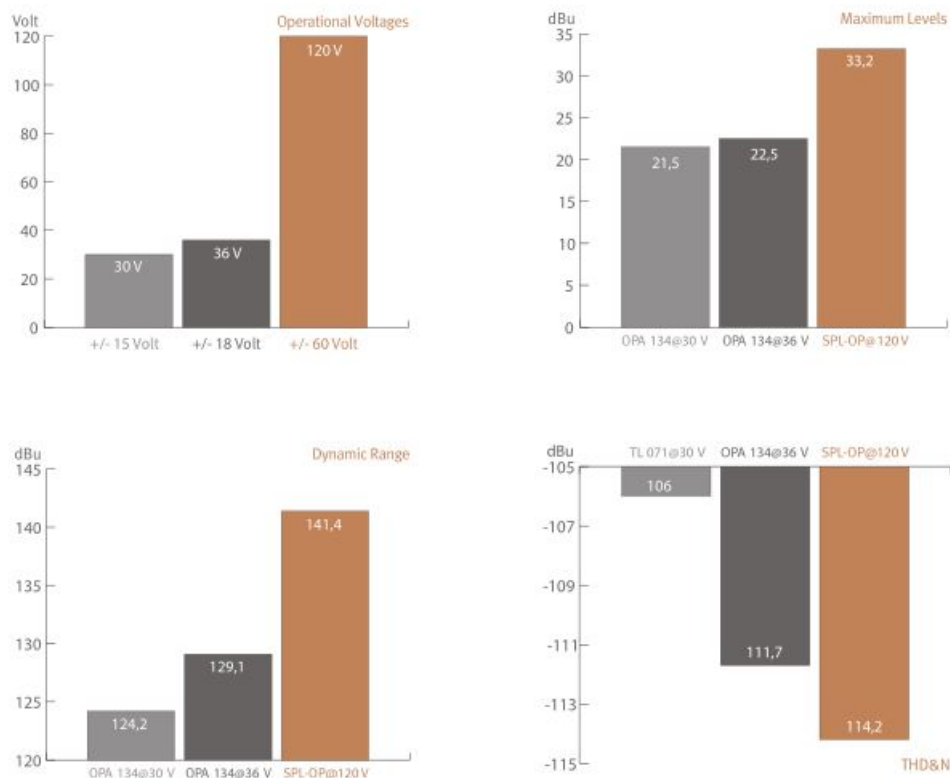 Volt
Operational Voltages
120
100
80
60
40
20
0
30 V
36 V
120 V
+/- 15 Volt
+/- 18 Volt
+/- 60 Volt
dBu
Maximum Levels
35
30
25
20
15
10
5
0
21,5
22,5
33,2
OPA 134@30 V
OPA 134@36 V
SPL-OP@120 V
dBu
Dynamic Range
145
140
135
130
125
120
124,2
129,1
141,4
OPA 134@30 V
OPA 134@36 V
SPL-OP@120 V
dBu
TL 071@30 V
OPA 134@36 V
SPL-OP@120 V
-105
-107
-109
-111
-113
-115
106
111,7
114,2
THD&N